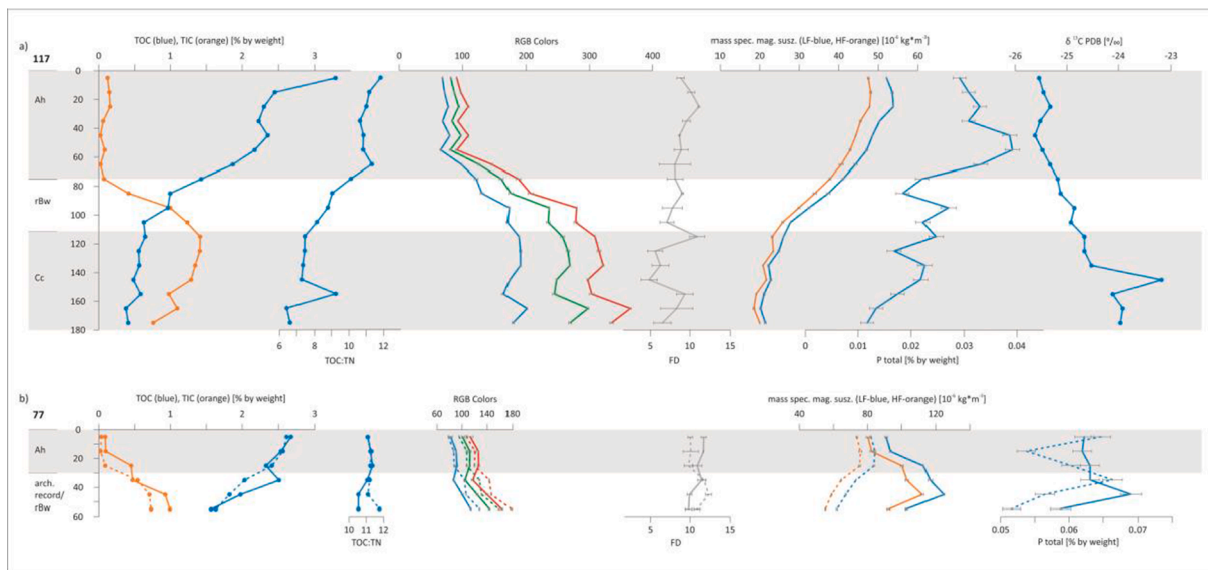 a)
TOC (blue), TIC (orange) [% by weight]
RGB Colors
mass spec. mag. susz. (LF-blue, HF-orange) [10⁻⁸ kg*m⁻³]
δ ¹³C PDB [⁰/₀₀]
117
0 1 2 3
0 100 200 300 400
10 20 30 40 50 60
-26 -25 -24 -23
0
20
40
60
80
100
120
140
160
180
Ah
rBw
Cc
6 8 10 12
TOC:TN
5 10 15
FD
0 0.01 0.02 0.03 0.04
P total [% by weight]
b)
TOC (blue), TIC (orange) [% by weight]
RGB Colors
mass spec. mag. susz. (LF-blue, HF-orange) [10⁻⁸ kg*m⁻³]
77
0 1 2 3
60 100 140 180
40 80 120
0
20
40
60
Ah
arch.
record/
rBw
10 11 12
TOC:TN
5 10 15
FD
0.05 0.06 0.07
P total [% by weight]